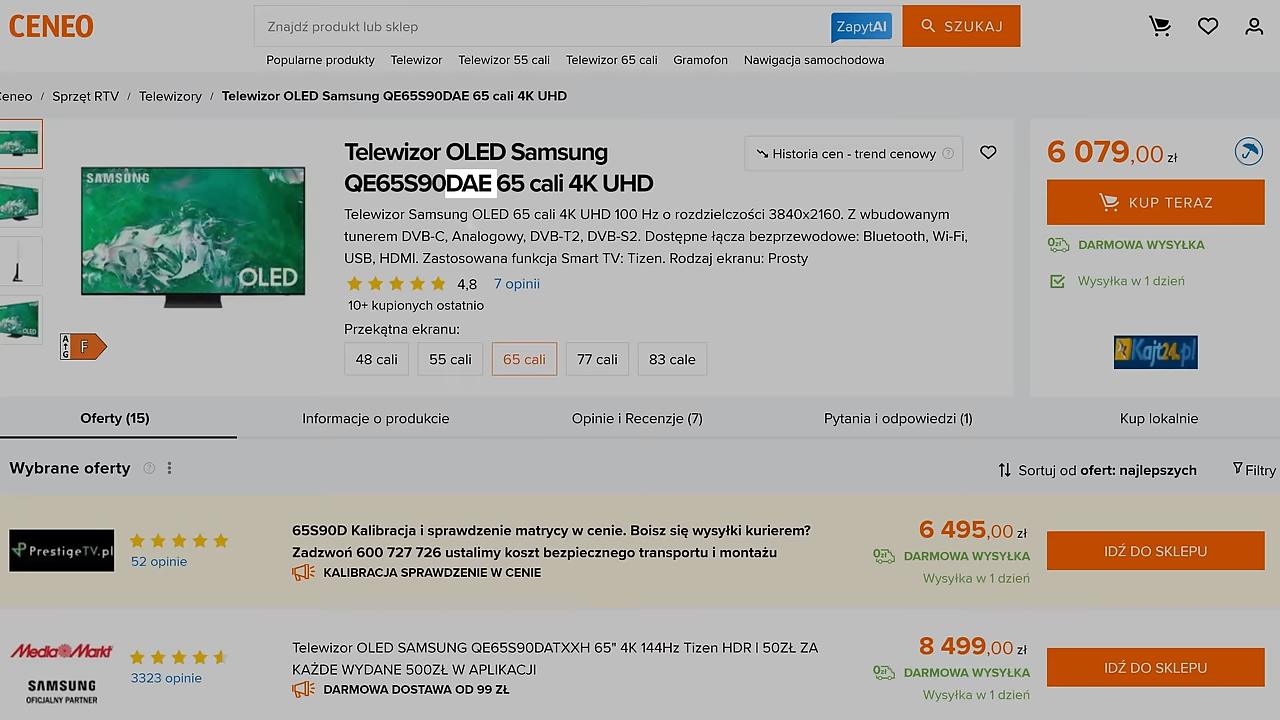 CENEO
Znajdź produkt lub sklep
ZapytAI
SZUKAJ
Popularne produkty Telewizor Telewizor 55 cali Telewizor 65 cali Gramofon Nawigacja samochodowa
Ceneo / Sprzęt RTV / Telewizory / Telewizor OLED Samsung QE65S90DAE 65 cali 4K UHD
SAMSUNG
OLED
A
G
F
Telewizor OLED Samsung
QE65S90DAE 65 cali 4K UHD
Historia cen - trend cenowy ?
Telewizor Samsung OLED 65 cali 4K UHD 100 Hz o rozdzielczości 3840x2160. Z wbudowanym
tunerem DVB-C, Analogowy, DVB-T2, DVB-S2. Dostępne łącza bezprzewodowe: Bluetooth, Wi-Fi,
USB, HDMI. Zastosowana funkcja Smart TV: Tizen. Rodzaj ekranu: Prosty
4,8 7 opinii
10+ kupionych ostatnio
Przekątna ekranu:
48 cali 55 cali 65 cali 77 cali 83 cale
6 079,00 zł
KUP TERAZ
DARMOWA WYSYŁKA
Wysyłka w 1 dzień
Kajt24.pl
Oferty (15) Informacje o produkcie Opinie i Recenzje (7) Pytania i odpowiedzi (1) Kup lokalnie
Wybrane oferty ?
Sortuj od ofert: najlepszych Filtry
PrestigeTV.pl
52 opinie
65S90D Kalibracja i sprawdzenie matrycy w cenie. Boisz się wysyłki kurierem?
Zadzwoń 600 727 726 ustalimy koszt bezpiecznego transportu i montażu
KALIBRACJA SPRAWDZENIE W CENIE
6 495,00 zł
DARMOWA WYSYŁKA
Wysyłka w 1 dzień
IDŹ DO SKLEPU
Media Markt
SAMSUNG
OFICJALNY PARTNER
3323 opinie
Telewizor OLED SAMSUNG QE65S90DATXXH 65" 4K 144Hz Tizen HDR | 50ZŁ ZA
KAŻDE WYDANE 500ZŁ W APLIKACJI
DARMOWA DOSTAWA OD 99 ZŁ
8 499,00 zł
DARMOWA WYSYŁKA
Wysyłka w 1 dzień
IDŹ DO SKLEPU